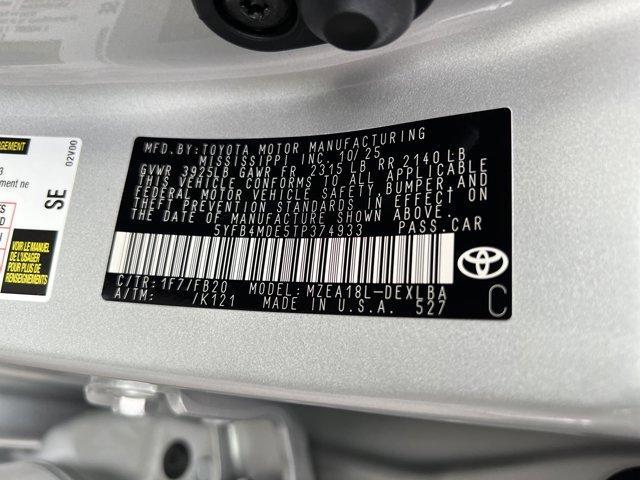 MFD.BY:TOYOTA MOTOR MANUFACTURING
MISSISSIPPI INC. 10/25
GVWR 3925LB GAWR FR 2315 LB RR 2140LB
THIS VEHICLE CONFORMS TO ALL APPLICABLE
FEDERAL MOTOR VEHICLE SAFETY, BUMPER, AND
THEFT PREVENTION STANDARDS IN EFFECT ON
THE DATE OF MANUFACTURE SHOWN ABOVE.
5YFB4MDE5TP374933 PASS.CAR
C/TR: 1F7/FB20 MODEL: MZEA18L-DEXLBA
A/TM: /K121 MADE IN U.S.A. 527
C
02V00
SE
VOIR LE MANUEL
DE L'USAGER
POUR PLUS DE
RENSEIGNEMENTS